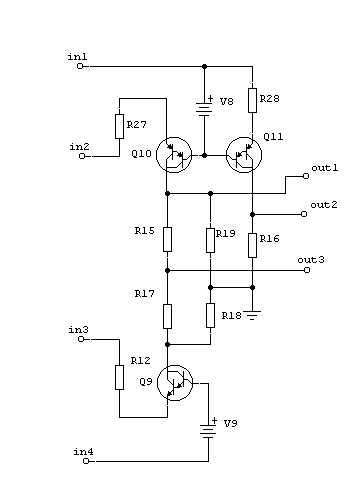 in1
V8
R28
R27
Q11
in2
Q10
out1
out2
R15
R19
R16
out3
R17
R18
in3
R12
Q9
V9
in4